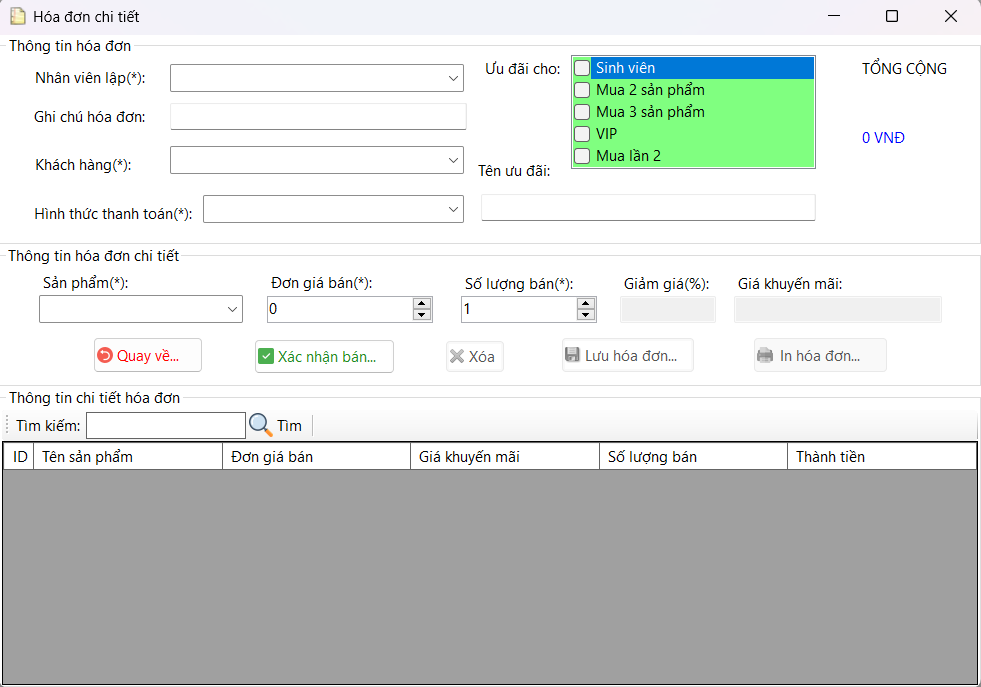 Hóa đơn chi tiết
Thông tin hóa đơn
Nhân viên lập(*):
Ghi chú hóa đơn:
Khách hàng(*):
Hình thức thanh toán(*):
Ưu đãi cho:
Sinh viên
Mua 2 sản phẩm
Mua 3 sản phẩm
VIP
Mua lần 2
Tên ưu đãi:
TỔNG CỘNG
0 VNĐ
Thông tin hóa đơn chi tiết
Sản phẩm(*):
Đơn giá bán(*):
0
Số lượng bán(*):
1
Giảm giá(%):
Giá khuyến mãi:
Quay về...
Xác nhận bán...
Xóa
Lưu hóa đơn...
In hóa đơn...
Thông tin chi tiết hóa đơn
Tìm kiếm:
Tìm
ID
Tên sản phẩm
Đơn giá bán
Giá khuyến mãi
Số lượng bán
Thành tiền